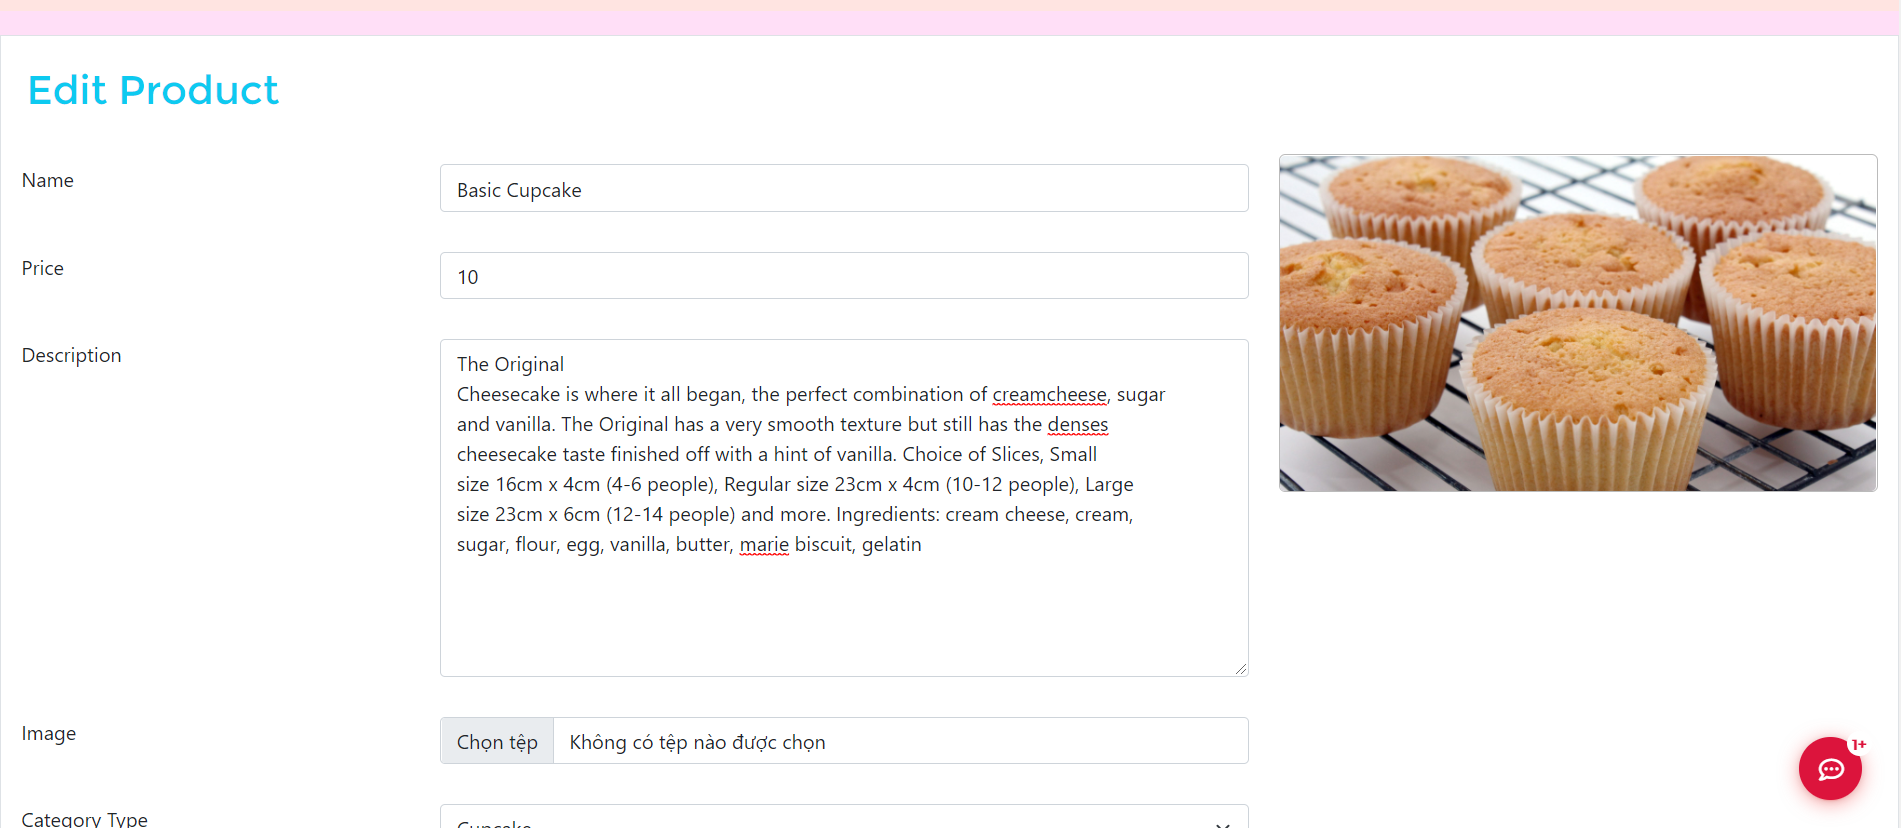 Edit Product
Name
Basic Cupcake
Price
10
Description
The Original
Cheesecake is where it all began, the perfect combination of creamcheese, sugar
and vanilla. The Original has a very smooth texture but still has the denses
cheesecake taste finished off with a hint of vanilla. Choice of Slices, Small
size 16cm x 4cm (4-6 people), Regular size 23cm x 4cm (10-12 people), Large
size 23cm x 6cm (12-14 people) and more. Ingredients: cream cheese, cream,
sugar, flour, egg, vanilla, butter, marie biscuit, gelatin
Image
Chọn tệp Không có tệp nào được chọn
1+
Category Type
Cupcake